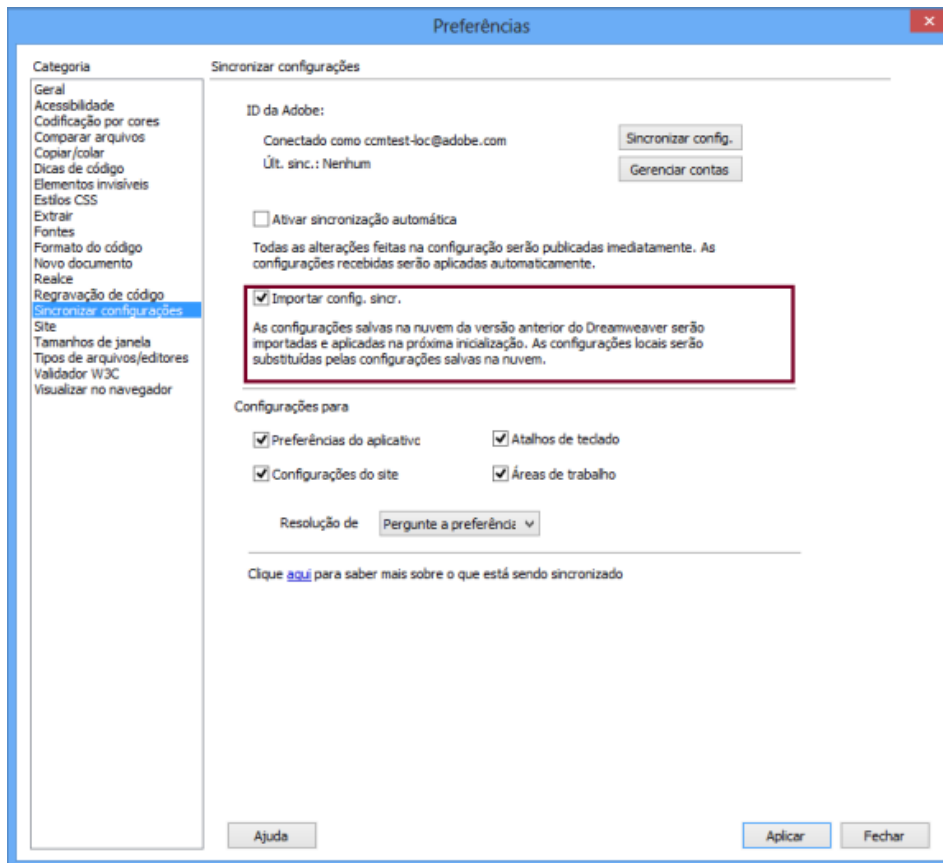 Preferências
Categoria
Geral
Acessibilidade
Codificação por cores
Comparar arquivos
Copiar/colar
Dicas de código
Elementos invisíveis
Estilos CSS
Extrair
Fontes
Formato do código
Novo documento
Realce
Regravação de código
Sincronizar configurações
Site
Tamanhos de janela
Tipos de arquivos/editores
Validador W3C
Visualizar no navegador
Sincronizar configurações
ID da Adobe:
Conectado como ccmtest-loc@adobe.com
Sincronizar config.
Últ. sinc.: Nenhum
Gerenciar contas
Ativar sincronização automática
Todas as alterações feitas na configuração serão publicadas imediatamente. As
configurações recebidas serão aplicadas automaticamente.
Importar config. sincr.
As configurações salvas na nuvem da versão anterior do Dreamweaver serão
importadas e aplicadas na próxima inicialização. As configurações locais serão
substituídas pelas configurações salvas na nuvem.
Configurações para
Preferências do aplicativo
Atalhos de teclado
Configurações do site
Áreas de trabalho
Resolução de
Pergunte a preferência
Clique aqui para saber mais sobre o que está sendo sincronizado
Ajuda
Aplicar
Fechar